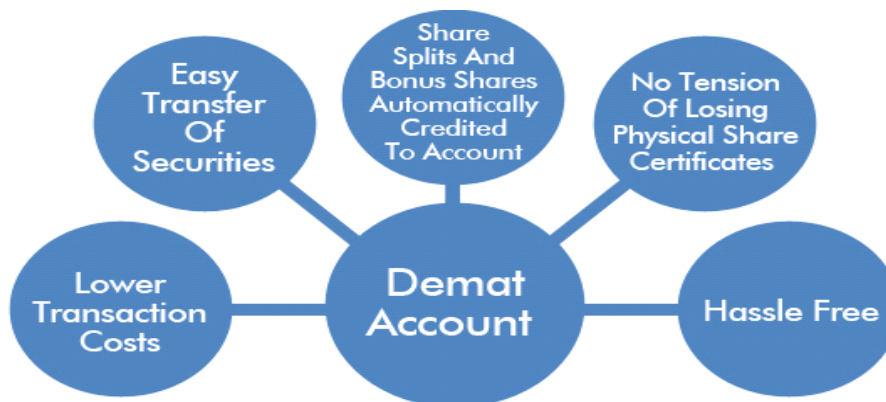 Share
Splits And
Bonus Shares
Automatically
Credited
To Account
Easy
Transfer
Of
Securities
No Tension
Of Losing
Physical Share
Certificates
Lower
Transaction
Costs
Demat
Account
Hassle Free